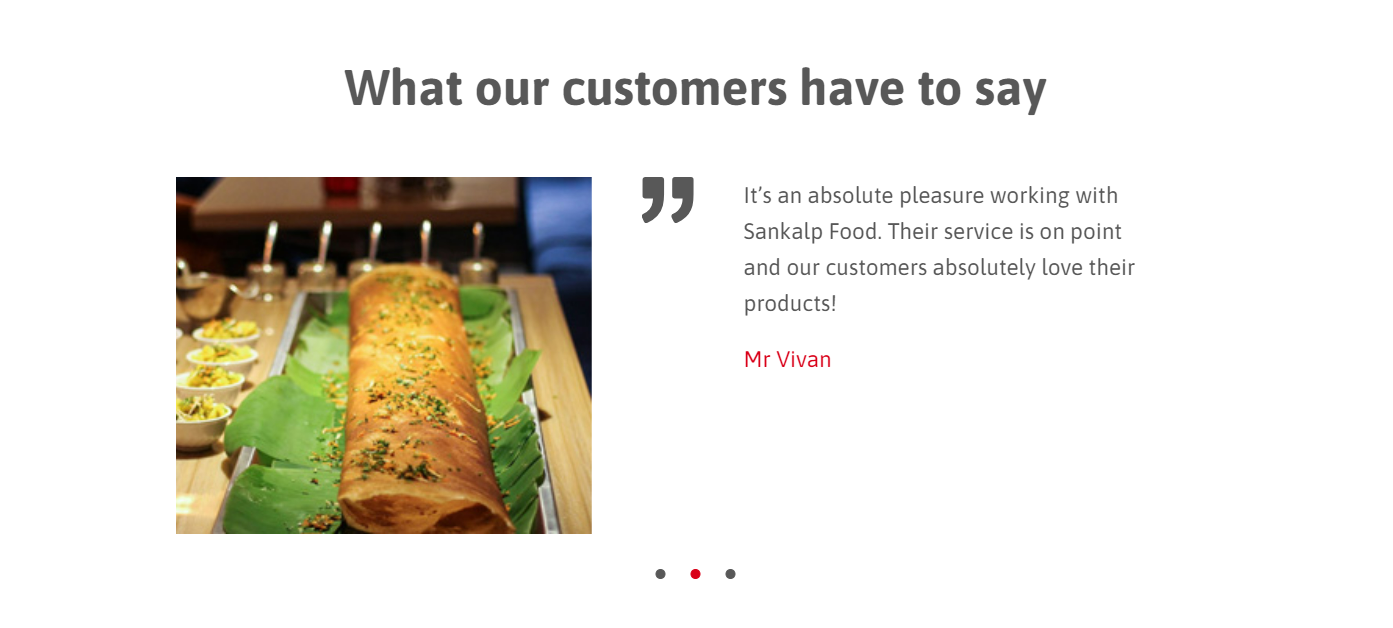 What our customers have to say
It’s an absolute pleasure working with
Sankalp Food. Their service is on point
and our customers absolutely love their
products!
Mr Vivan